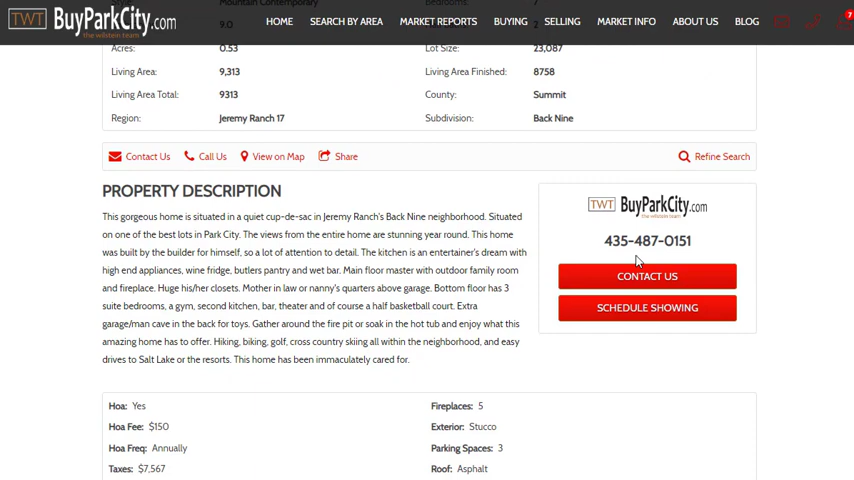 TWT BuyParkCity.com
the wilstein team
HOME SEARCH BY AREA MARKET REPORTS BUYING SELLING MARKET INFO ABOUT US BLOG 7
Style: Mountain Contemporary Bedrooms: 7
9.0 2
Acres: 0.53 Lot Size: 23,087
Living Area: 9,313 Living Area Finished: 8758
Living Area Total: 9313 County: Summit
Region: Jeremy Ranch 17 Subdivision: Back Nine
Contact Us Call Us View on Map Share Refine Search
PROPERTY DESCRIPTION
This gorgeous home is situated in a quiet cup-de-sac in Jeremy Ranch's Back Nine neighborhood. Situated
on one of the best lots in Park City. The views from the entire home are stunning year round. This home
was built by the builder for himself, so a lot of attention to detail. The kitchen is an entertainer's dream with
high end appliances, wine fridge, butlers pantry and wet bar. Main floor master with outdoor family room
and fireplace. Huge his/her closets. Mother in law or nanny's quarters above garage. Bottom floor has 3
suite bedrooms, a gym, second kitchen, bar, theater and of course a half basketball court. Extra
garage/man cave in the back for toys. Gather around the fire pit or soak in the hot tub and enjoy what this
amazing home has to offer. Hiking, biking, golf, cross country skiing all within the neighborhood, and easy
drives to Salt Lake or the resorts. This home has been immaculately cared for.
TWT BuyParkCity.com
the wilstein team
435-487-0151
CONTACT US
SCHEDULE SHOWING
Hoa: Yes Fireplaces: 5
Hoa Fee: $150 Exterior: Stucco
Hoa Freq: Annually Parking Spaces: 3
Taxes: $7,567 Roof: Asphalt